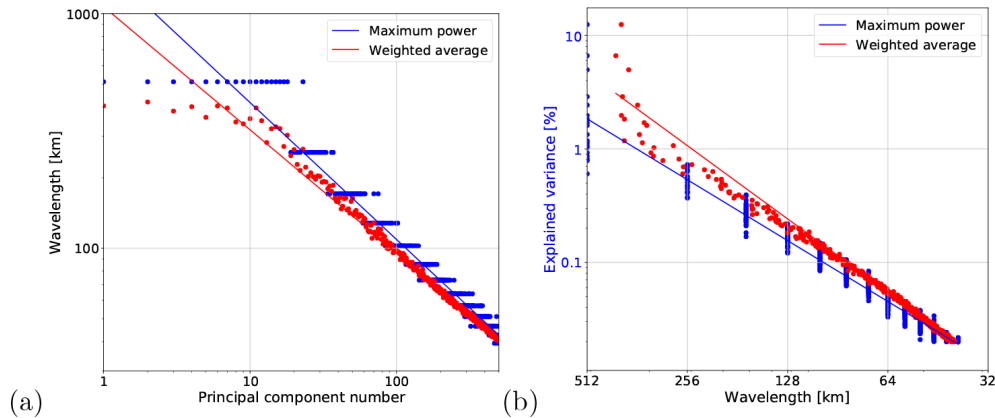 1000
Maximum power
Weighted average
Wavelength [km]
100
1
10
100
Principal component number
(a)
10
Maximum power
Weighted average
Explained variance [%]
1
0.1
512
256
128
64
32
Wavelength [km]
(b)